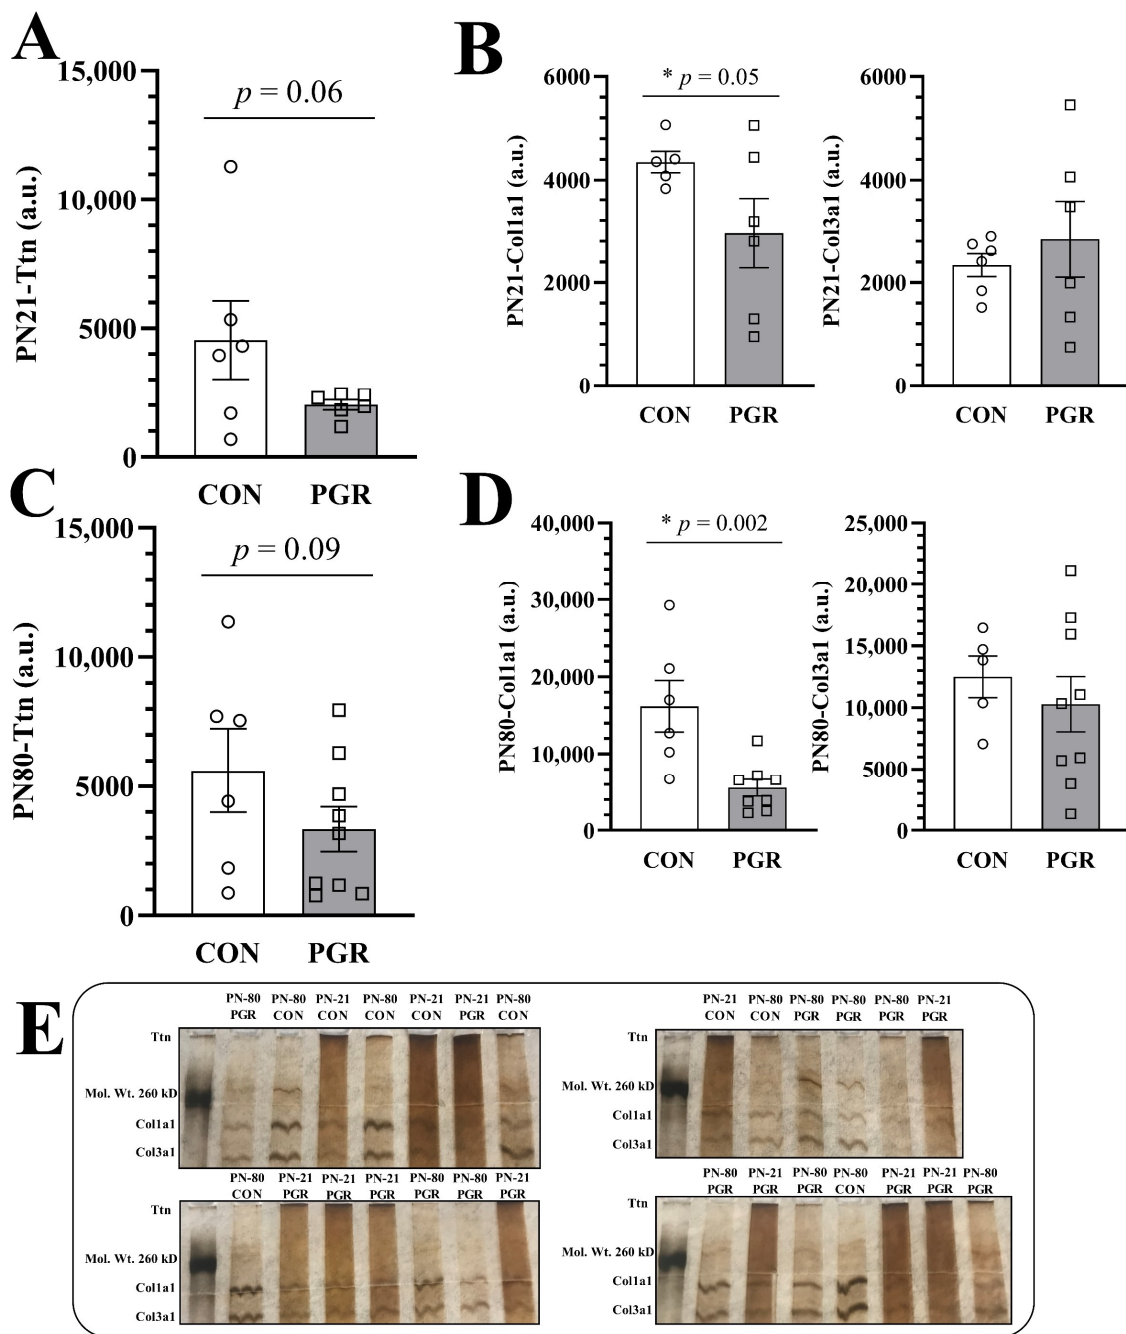 A
PN21-Ttn (a.u.)
15,000
10,000
5000
0
p = 0.06
CON PGR
B
PN21-Col1a1 (a.u.)
6000
4000
2000
0
* p = 0.05
CON PGR
PN21-Col3a1 (a.u.)
6000
4000
2000
0
CON PGR
C
PN80-Ttn (a.u.)
15,000
10,000
5000
0
p = 0.09
CON PGR
D
PN80-Col1a1 (a.u.)
40,000
30,000
20,000
10,000
0
* p = 0.002
CON PGR
PN80-Col3a1 (a.u.)
25,000
20,000
15,000
10,000
5000
0
CON PGR
E
PN-80 PN-80 PN-21 PN-80 PN-21 PN-21 PN-80
PGR CON CON CON CON PGR CON
Ttn
Mol. Wt. 260 kD
Col1a1
Col3a1
PN-21 PN-80 PN-80 PN-80 PN-80 PN-21
CON CON PGR PGR PGR PGR
Ttn
Mol. Wt. 260 kD
Col1a1
Col3a1
PN-80 PN-21 PN-21 PN-21 PN-80 PN-80 PN-21
CON PGR PGR PGR PGR PGR PGR
Ttn
Mol. Wt. 260 kD
Col1a1
Col3a1
PN-80 PN-21 PN-80 PN-80 PN-21 PN-21 PN-80
PGR PGR PGR CON PGR PGR PGR
Ttn
Mol. Wt. 260 kD
Col1a1
Col3a1